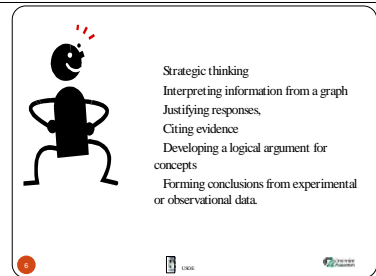 Strategic thinking
Interpreting information from a graph
Justifying responses,
Citing evidence
Developing a logical argument for
concepts
Forming conclusions from experimental
or observational data.
6
USOE